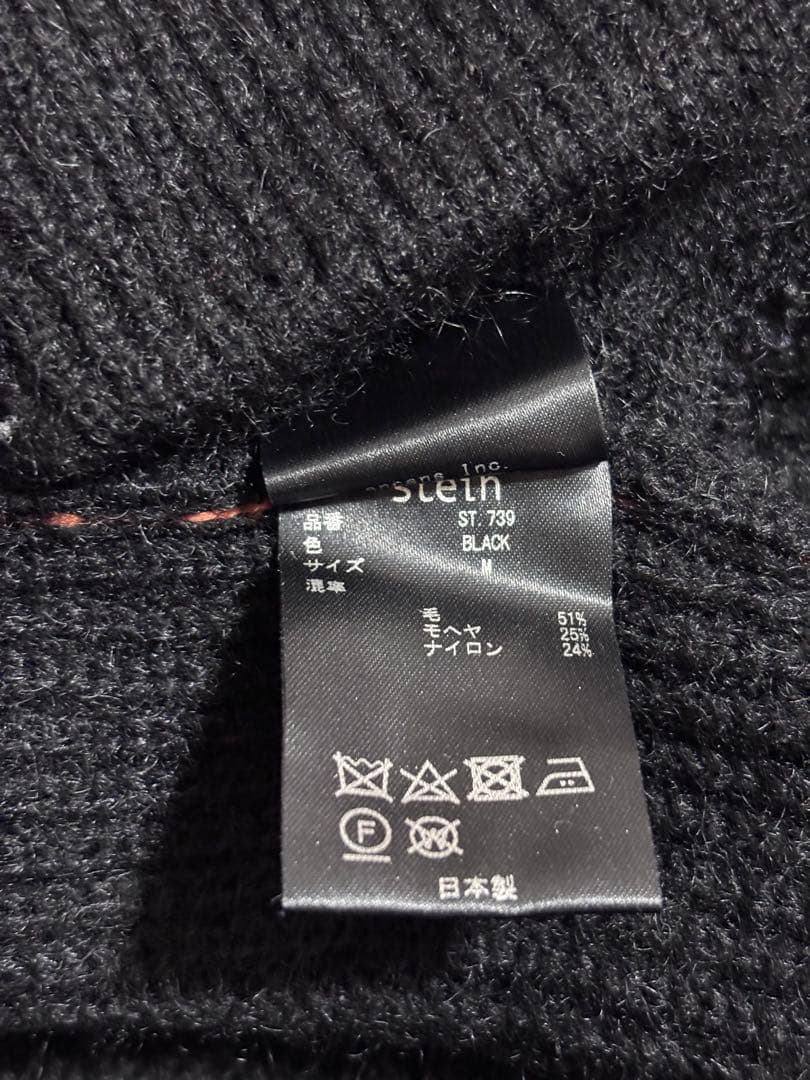 Inc.
stein
品番 ST.739
色 BLACK
サイズ M
混率
毛 51%
モヘヤ 25%
ナイロン 24%
F
W
日本製